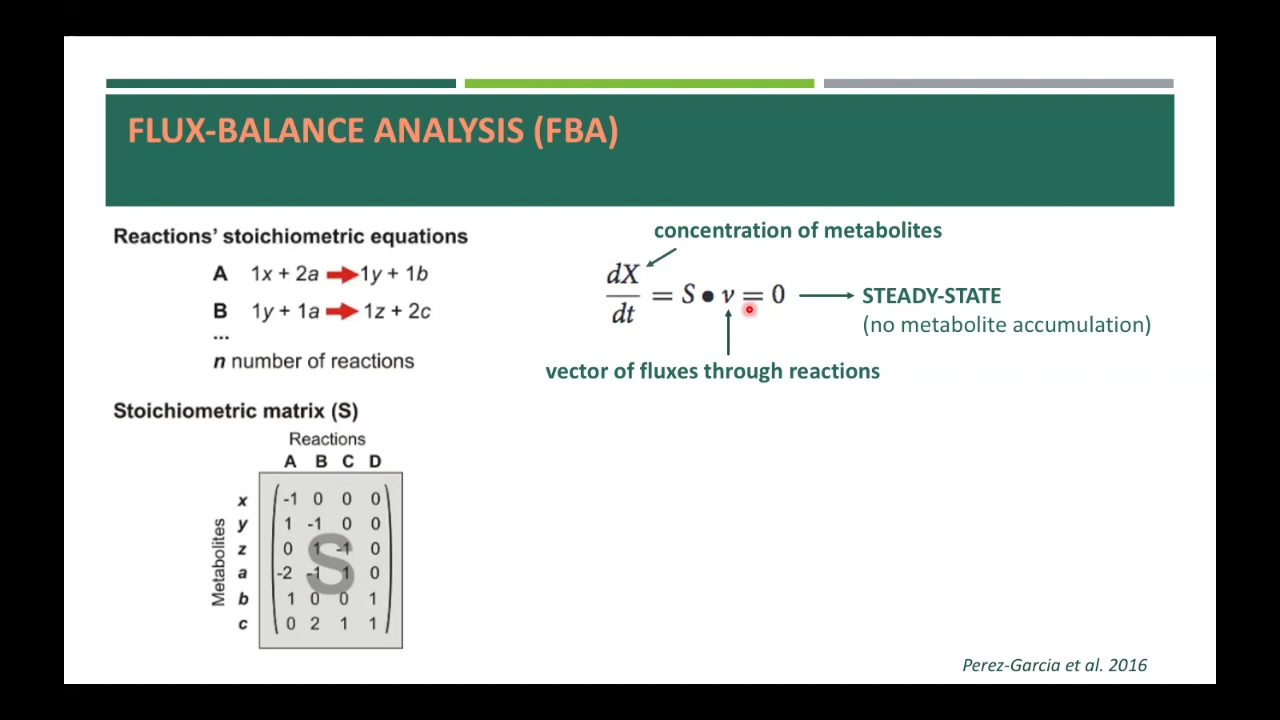 FLUX-BALANCE ANALYSIS (FBA)
Reactions' stoichiometric equations
A 1x + 2a 1y + 1b
B 1y + 1a 1z + 2c
...
n number of reactions
Stoichiometric matrix (S)
Reactions
A B C D
Metabolites
x -1 0 0 0
y 1 -1 0 0
z 0 1 -1 0
a -2 -1 1 0
b 1 0 0 1
c 0 2 1 1
S
concentration of metabolites
dX/dt = S • v = 0
STEADY-STATE
(no metabolite accumulation)
vector of fluxes through reactions
Perez-Garcia et al. 2016